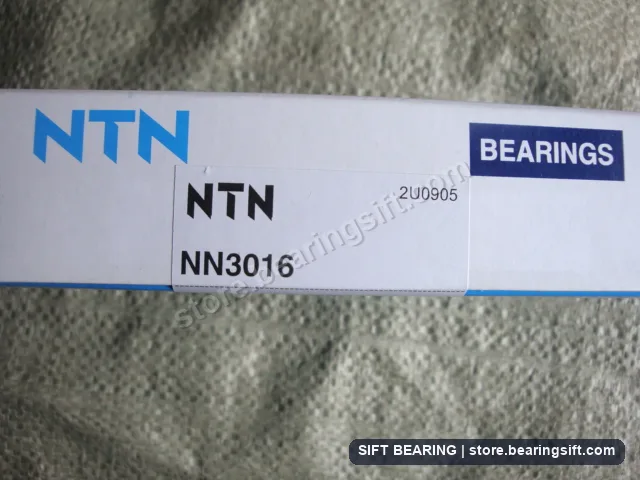 NTN
BEARINGS
NTN
2U0905
NN3016
store.bearingsift.com
SIFT BEARING | store.bearingsift.com